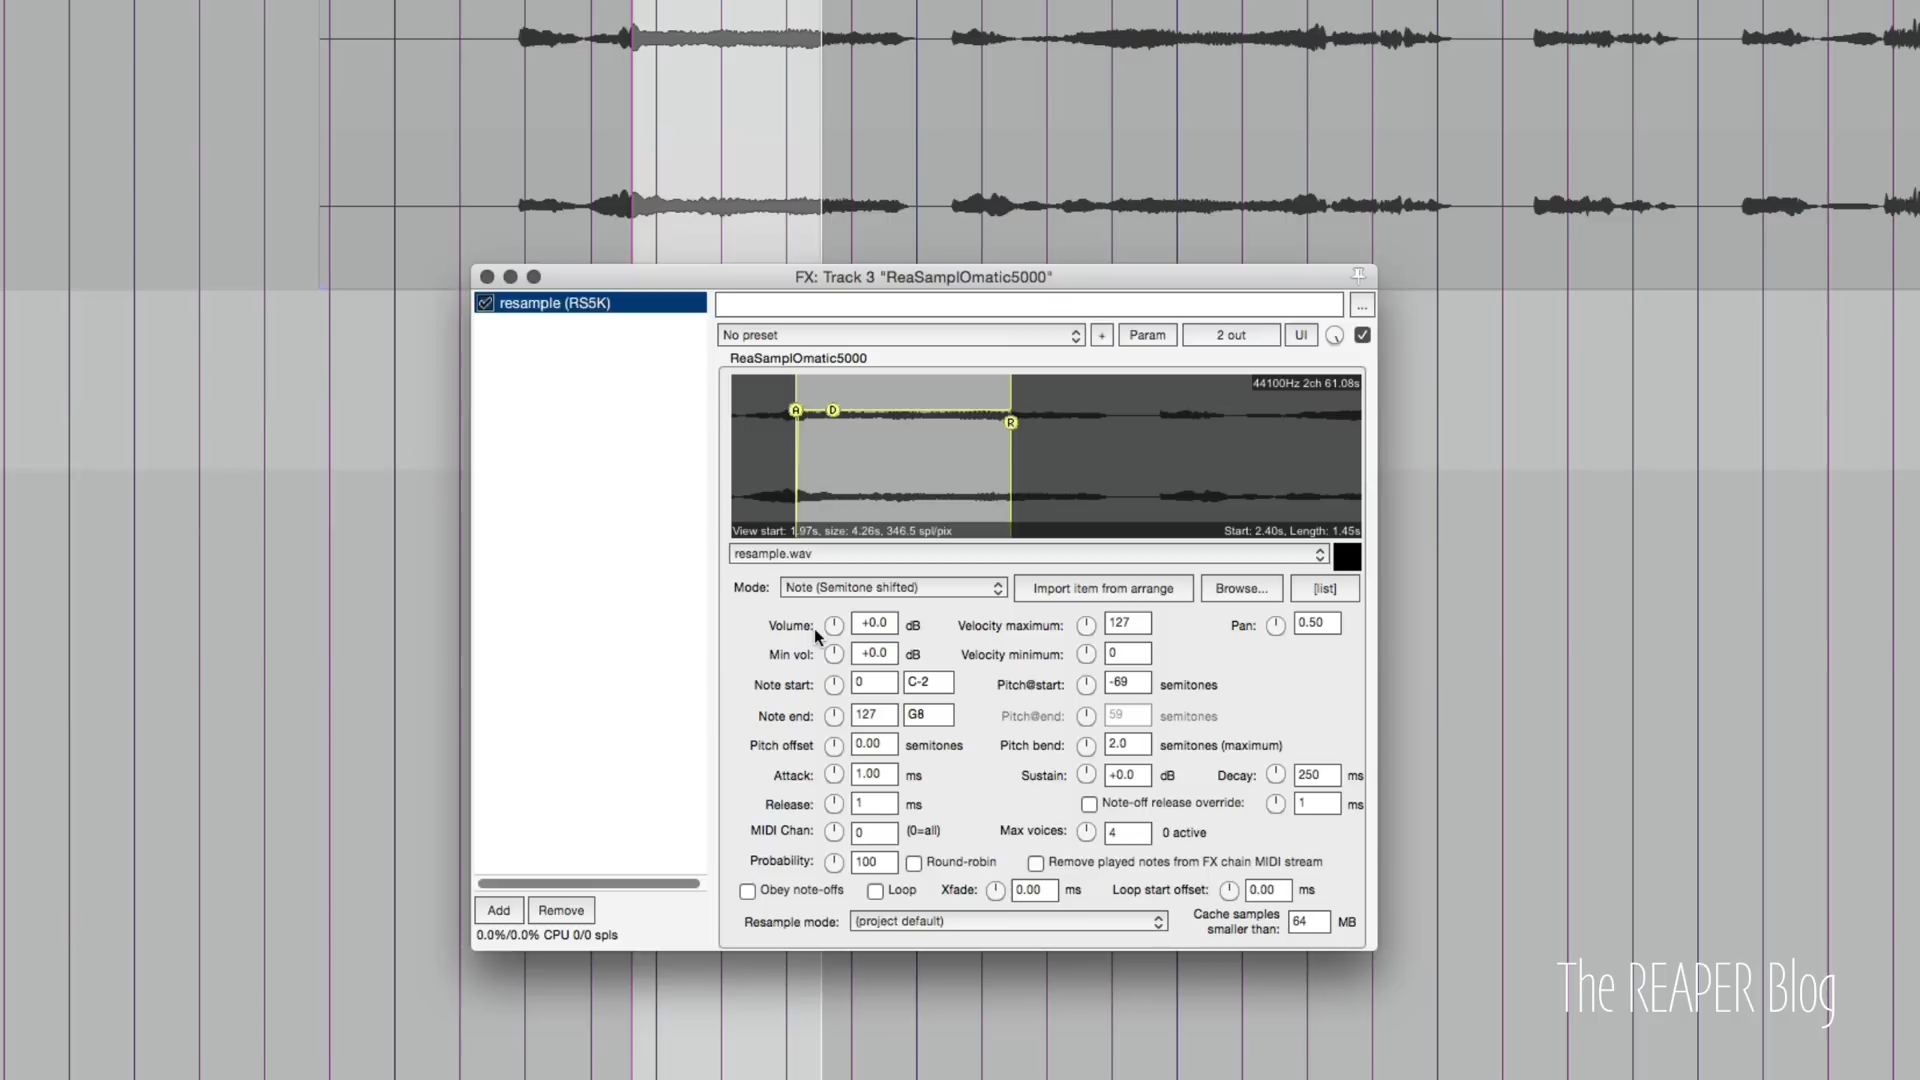 FX: Track 3 "ReaSamplOmatic5000"
resample (RS5K)
...
No preset
+
Param
2 out
UI
ReaSamplOmatic5000
44100Hz 2ch 61.08s
A
D
R
View start: 1.97s, size: 4.26s, 346.5 spl/pix
Start: 2.40s, Length: 1.45s
resample.wav
Mode: Note (Semitone shifted) Import item from arrange Browse... [list]
Volume: +0.0 dB Velocity maximum: 127 Pan: 0.50
Min vol: +0.0 dB Velocity minimum: 0
Note start: 0 C-2 Pitch@start: -69 semitones
Note end: 127 G8 Pitch@end: 59 semitones
Pitch offset 0.00 semitones Pitch bend: 2.0 semitones (maximum)
Attack: 1.00 ms Sustain: +0.0 dB Decay: 250 ms
Release: 1 ms Note-off release override: 1 ms
MIDI Chan: 0 (0=all) Max voices: 4 0 active
Probability: 100 Round-robin Remove played notes from FX chain MIDI stream
Obey note-offs Loop Xfade: 0.00 ms Loop start offset: 0.00 ms
Resample mode: (project default) Cache samples smaller than: 64 MB
Add Remove
0.0%/0.0% CPU 0/0 spls
The REAPER Blog